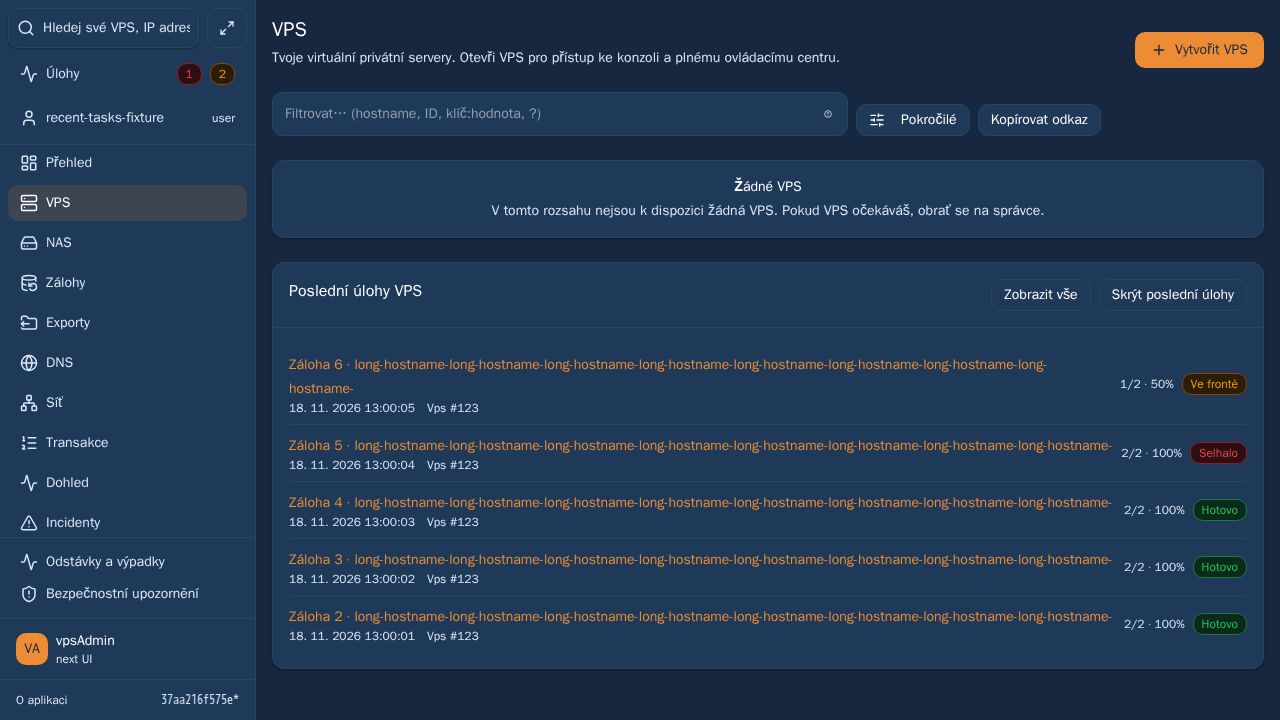 Hledej své VPS, IP adres
Úlohy 1 2
recent-tasks-fixture user
Přehled
VPS
NAS
Zálohy
Exporty
DNS
Síť
Transakce
Dohled
Incidenty
Odstávky a výpadky
Bezpečnostní upozornění
VA
vpsAdmin
next UI
O aplikaci 37aa216f575e*
VPS
Tvoje virtuální privátní servery. Otevři VPS pro přístup ke konzoli a plnému ovládacímu centru.
Vytvořit VPS
Filtrovat… (hostname, ID, klíč:hodnota, ?)
Pokročilé
Kopírovat odkaz
Žádné VPS
V tomto rozsahu nejsou k dispozici žádná VPS. Pokud VPS očekáváš, obrať se na správce.
Poslední úlohy VPS
Zobrazit vše
Skrýt poslední úlohy
Záloha 6 · long-hostname-long-hostname-long-hostname-long-hostname-long-hostname-long-hostname-long-hostname-long-
hostname-
18. 11. 2026 13:00:05 Vps #123
1/2 · 50% Ve frontě
Záloha 5 · long-hostname-long-hostname-long-hostname-long-hostname-long-hostname-long-hostname-long-hostname-long-hostname-
18. 11. 2026 13:00:04 Vps #123
2/2 · 100% Selhalo
Záloha 4 · long-hostname-long-hostname-long-hostname-long-hostname-long-hostname-long-hostname-long-hostname-long-hostname-
18. 11. 2026 13:00:03 Vps #123
2/2 · 100% Hotovo
Záloha 3 · long-hostname-long-hostname-long-hostname-long-hostname-long-hostname-long-hostname-long-hostname-long-hostname-
18. 11. 2026 13:00:02 Vps #123
2/2 · 100% Hotovo
Záloha 2 · long-hostname-long-hostname-long-hostname-long-hostname-long-hostname-long-hostname-long-hostname-long-hostname-
18. 11. 2026 13:00:01 Vps #123
2/2 · 100% Hotovo